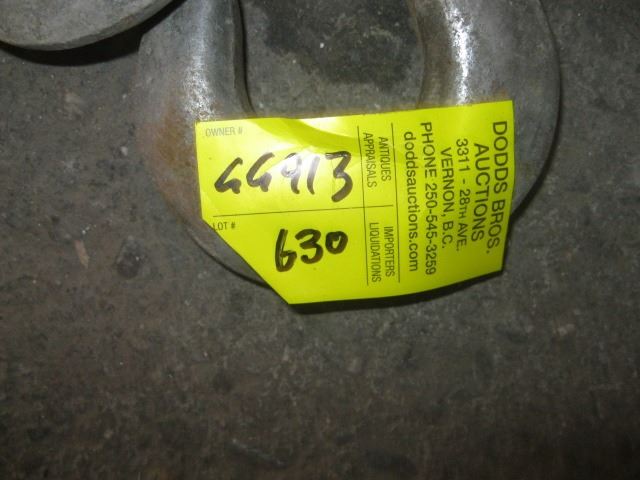 OWNER #
GG913
LOT #
630
ANTIQUES
APPRAISALS
IMPORTERS
LIQUIDATIONS
DODDS BROS.
AUCTIONS
3311 - 28TH AVE.
VERNON, B.C.
PHONE 250-545-3259
doddsauctions.com